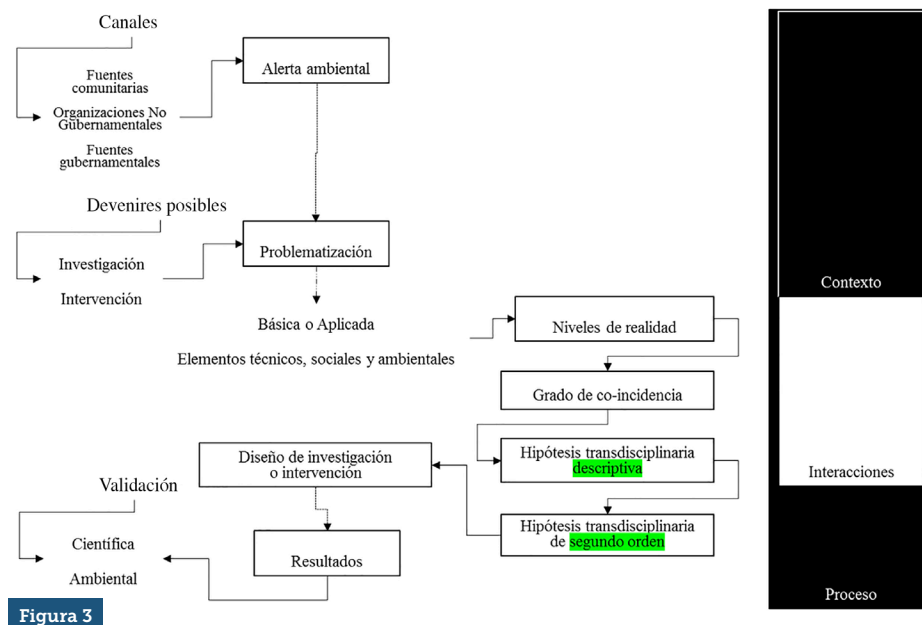 Canales
Fuentes
comunitarias
Organizaciones No
Gubernamentales
Fuentes
gubernamentales
Alerta ambiental
Devenires posibles
Investigación
Intervención
Problematización
Básica o Aplicada
Elementos técnicos, sociales y ambientales
Niveles de realidad
Grado de co-incidencia
Hipótesis transdisciplinaria
descriptiva
Hipótesis transdisciplinaria
de segundo orden
Diseño de investigación
o intervención
Resultados
Validación
Científica
Ambiental
Contexto
Interacciones
Proceso
Figura 3